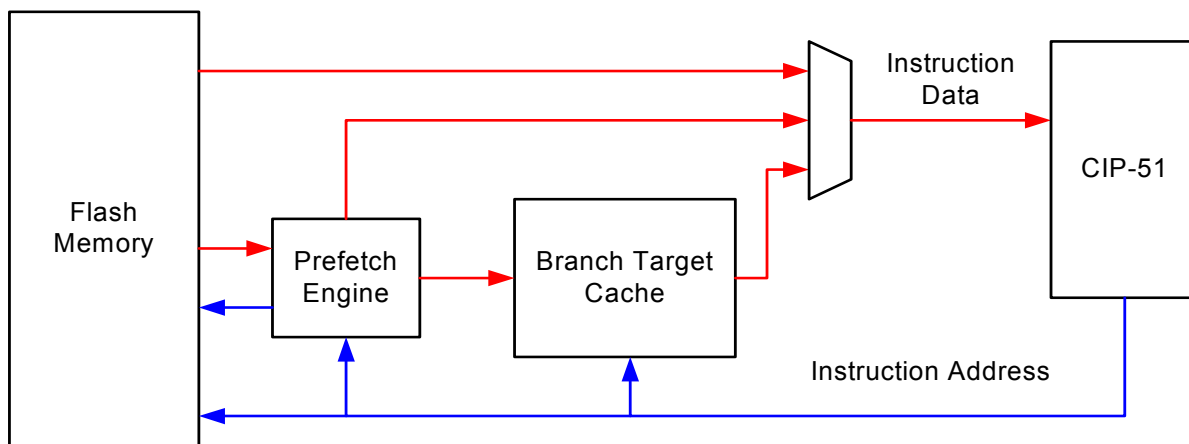 Instruction
Data
CIP-51
Flash
Memory
Prefetch
Engine
Branch Target
Cache
Instruction Address